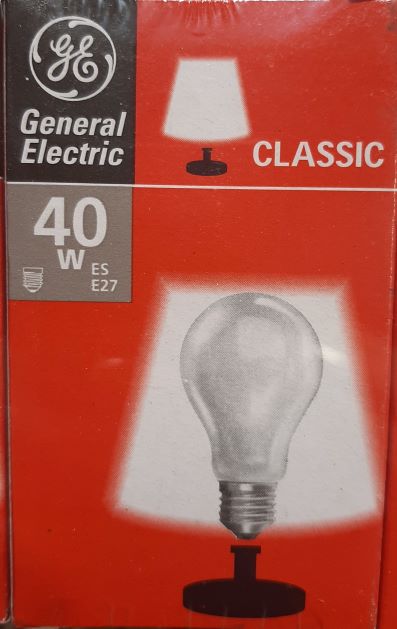 GE
General
Electric
CLASSIC
40
W
ES
E27